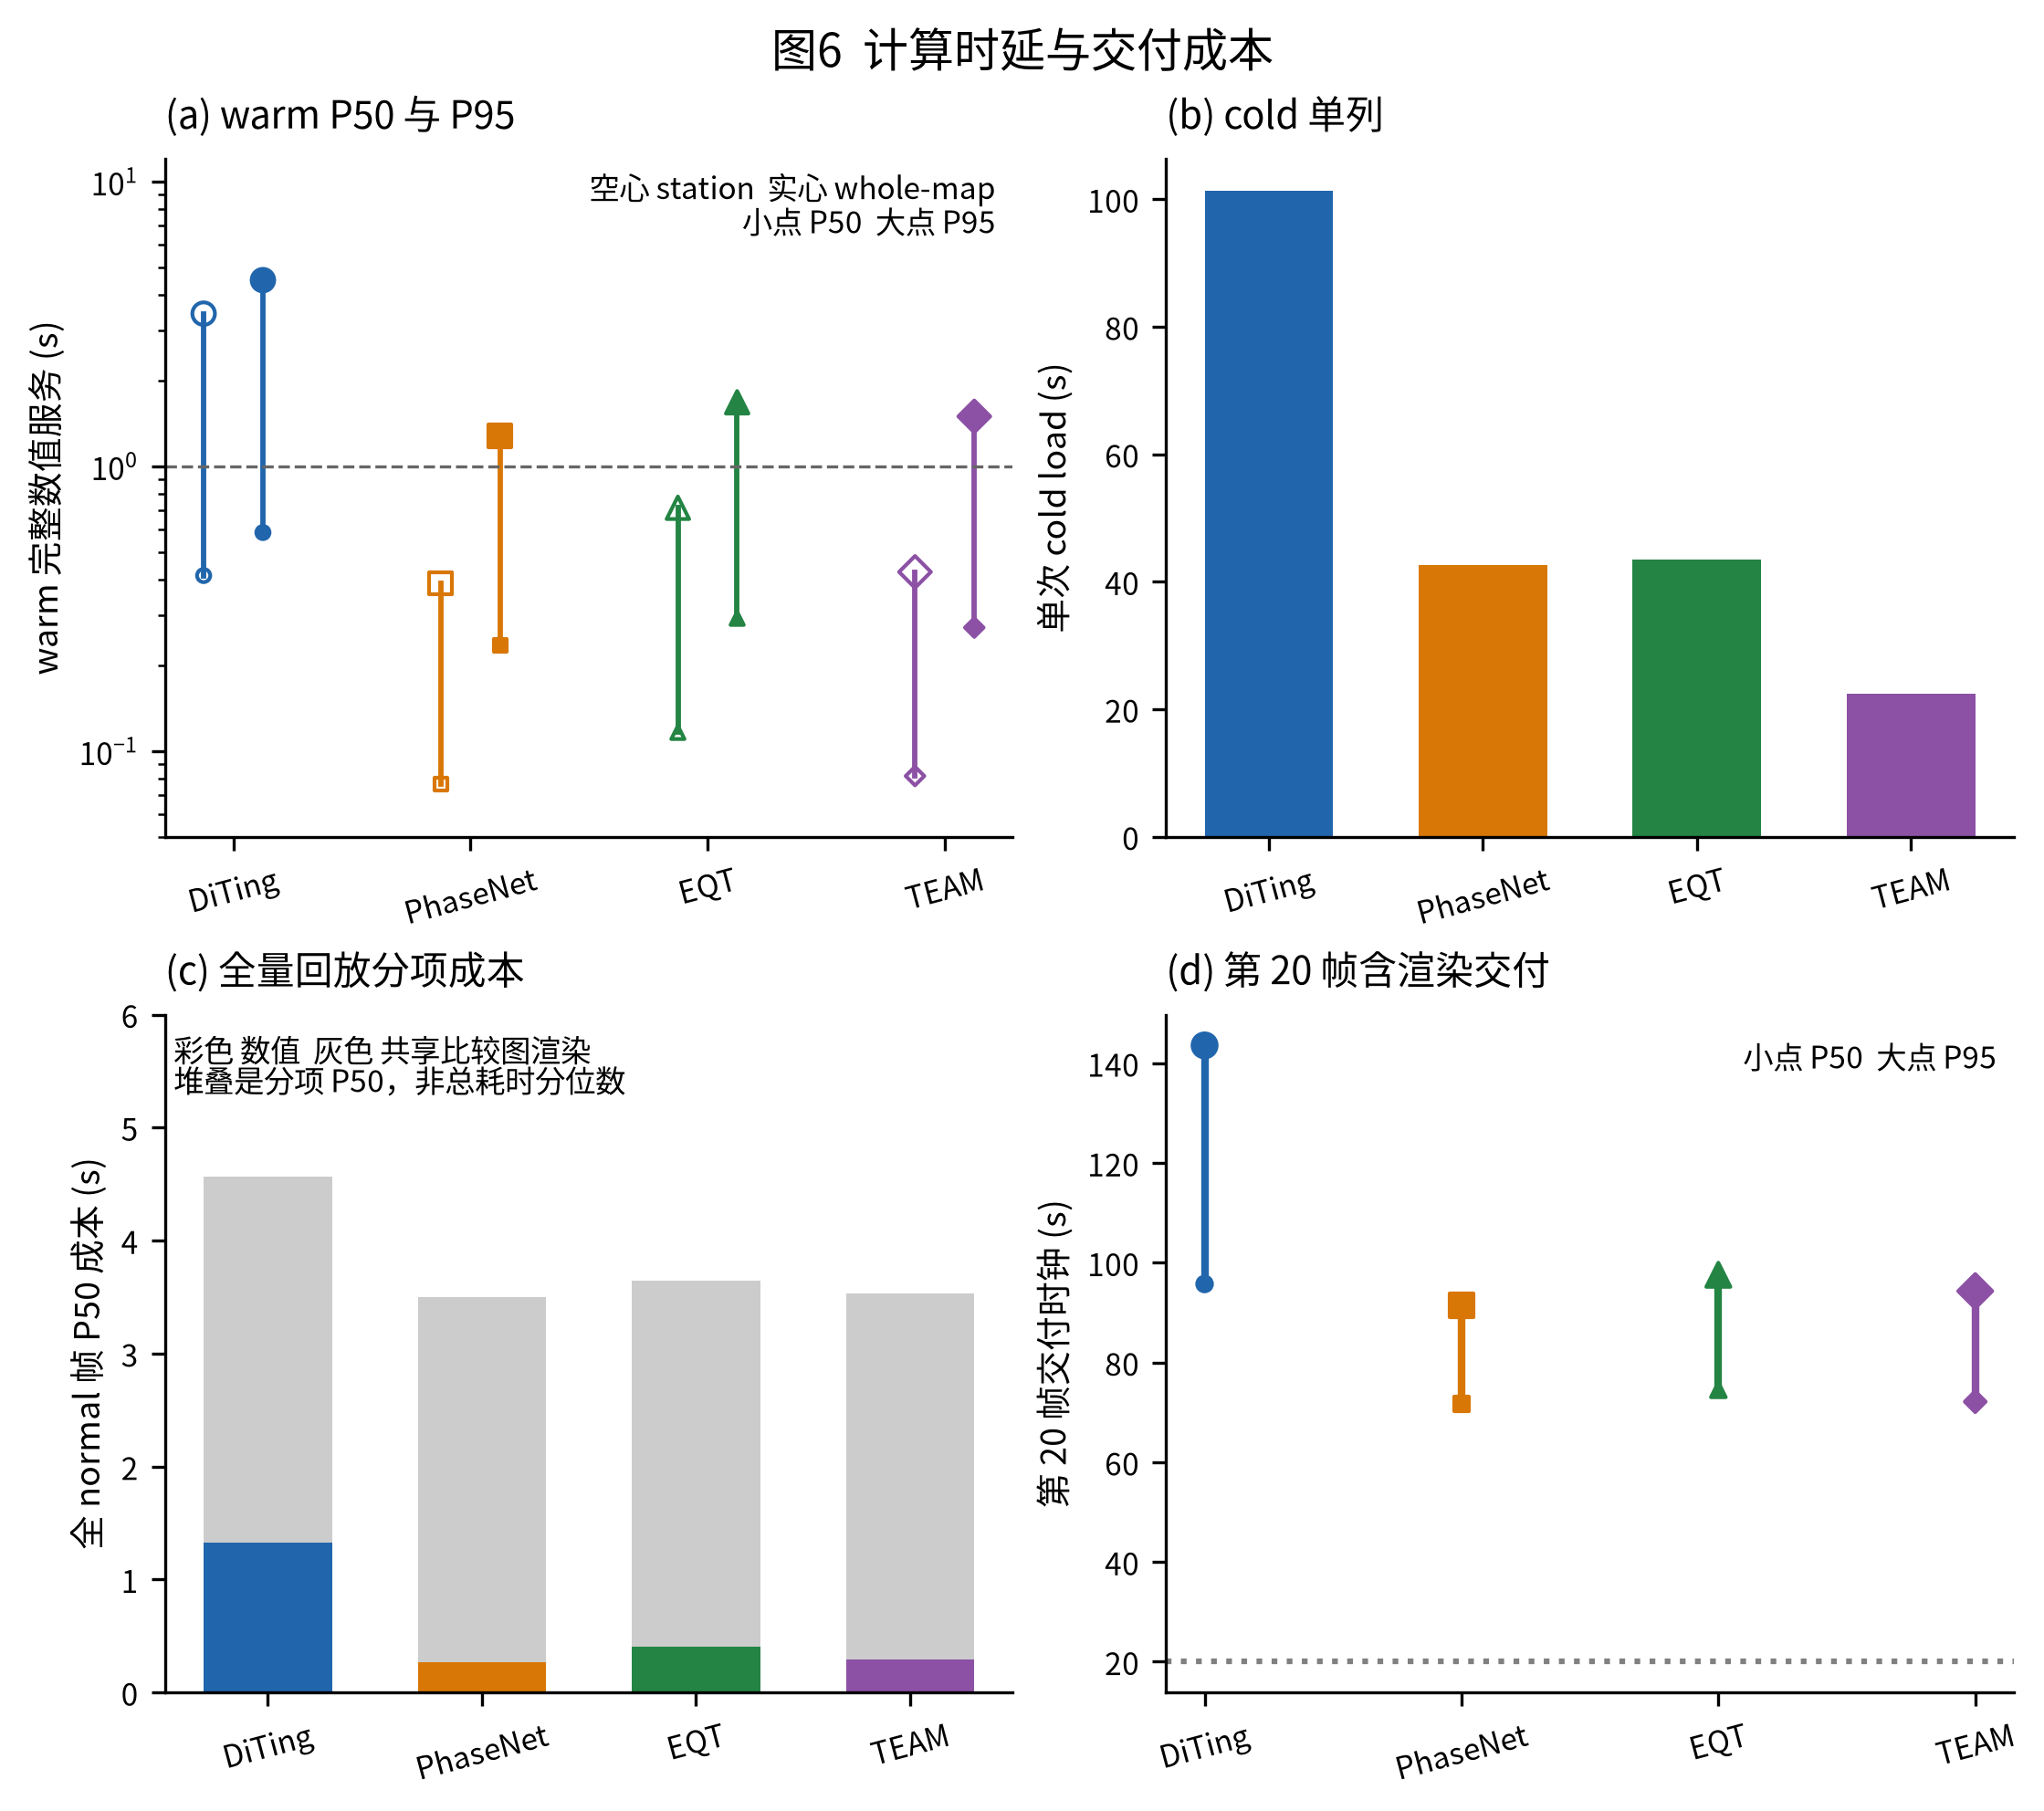 图6 计算时延与交付成本
(a) warm P50 与 P95
空心 station 实心 whole-map
小点 P50 大点 P95
warm 完整数值服务 (s)
10¹
10⁰
10⁻¹
DiTing
PhaseNet
EQT
TEAM
(b) cold 单列
单次 cold load (s)
100
80
60
40
20
0
DiTing
PhaseNet
EQT
TEAM
(c) 全量回放分项成本
彩色 数值 灰色 共享比较图渲染
堆叠是分项 P50，非总耗时分位数
全 normal 帧 P50 成本 (s)
6
5
4
3
2
1
0
DiTing
PhaseNet
EQT
TEAM
(d) 第 20 帧含渲染交付
小点 P50 大点 P95
第 20 帧交付时钟 (s)
140
120
100
80
60
40
20
DiTing
PhaseNet
EQT
TEAM